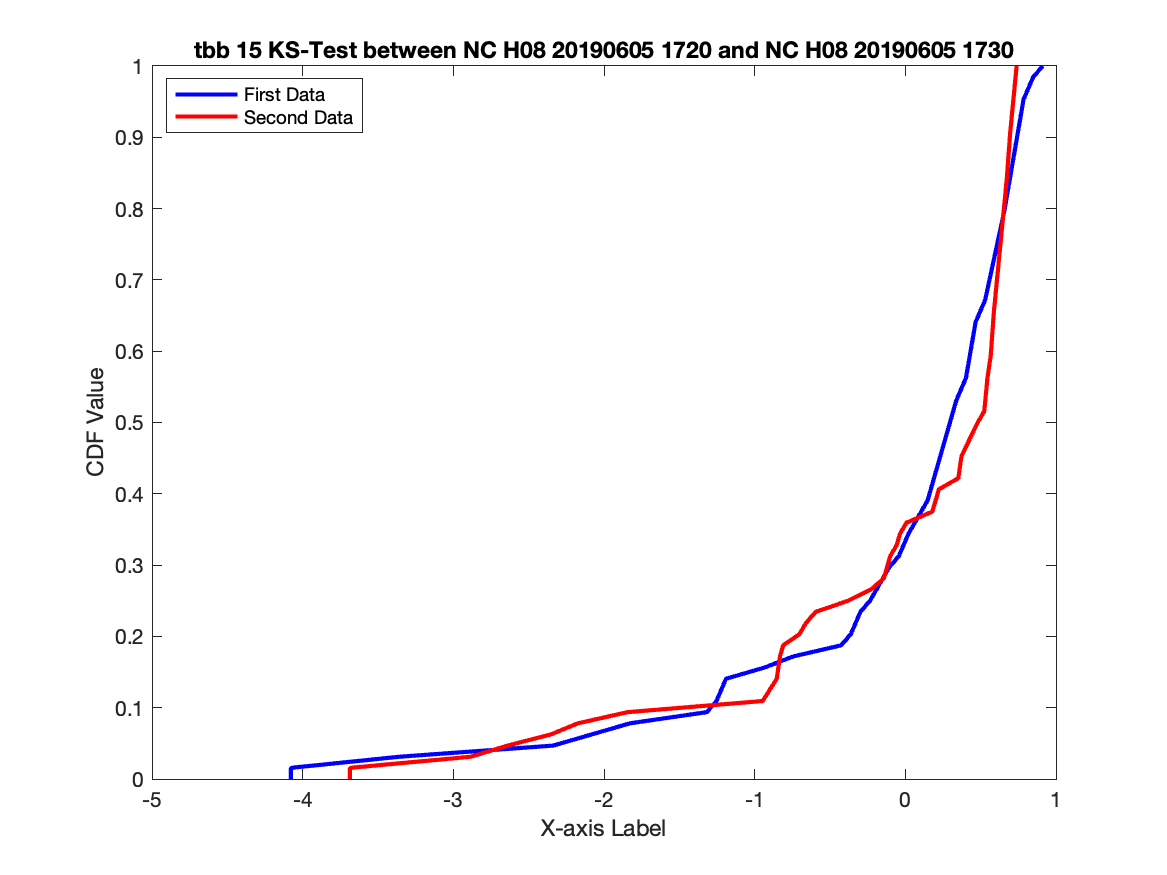 tbb 15 KS-Test between NC H08 20190605 1720 and NC H08 20190605 1730
First Data
Second Data
1
0.9
0.8
0.7
0.6
0.5
0.4
0.3
0.2
0.1
0
CDF Value
-5 -4 -3 -2 -1 0 1
X-axis Label